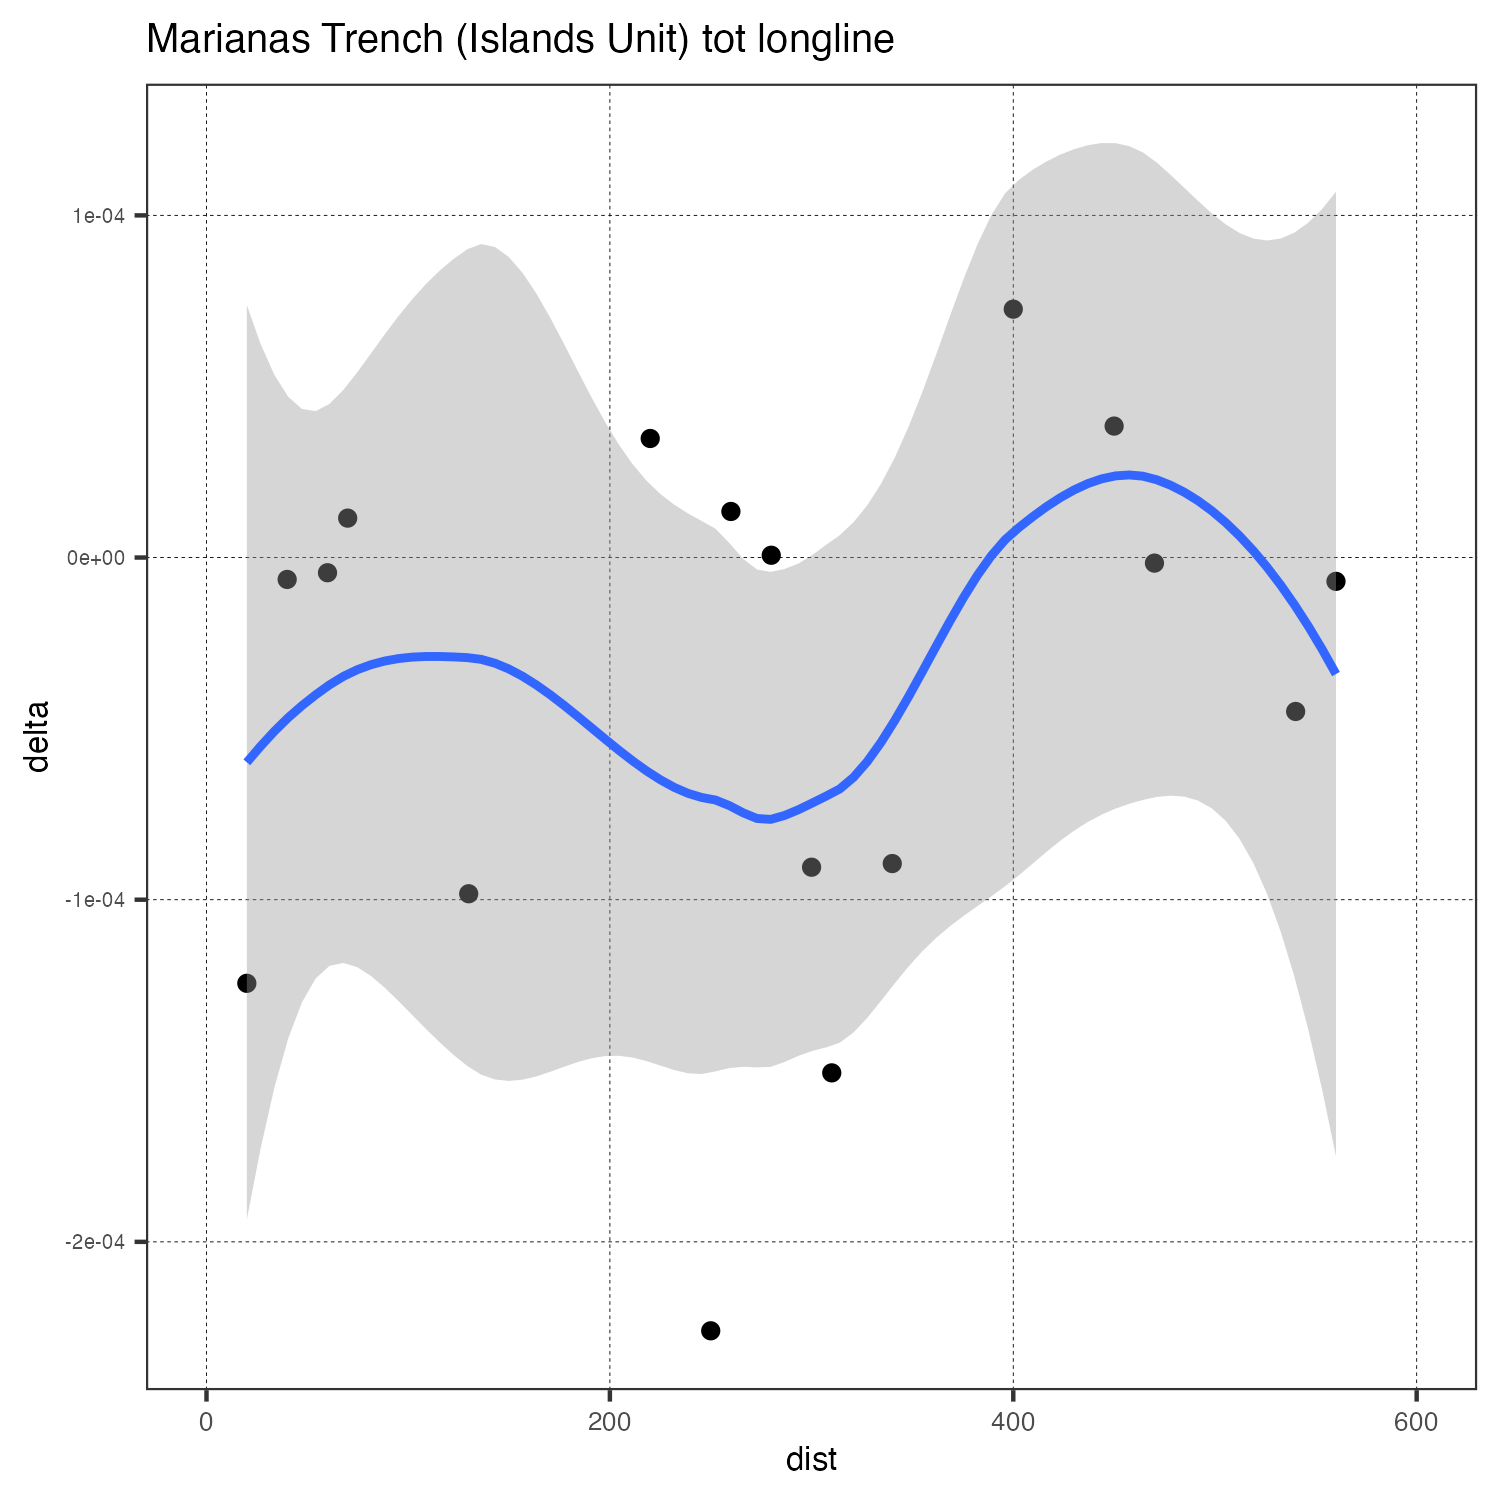 Marianas Trench (Islands Unit) tot longline
1e-04
0e+00
-1e-04
-2e-04
delta
0 200 400 600
dist